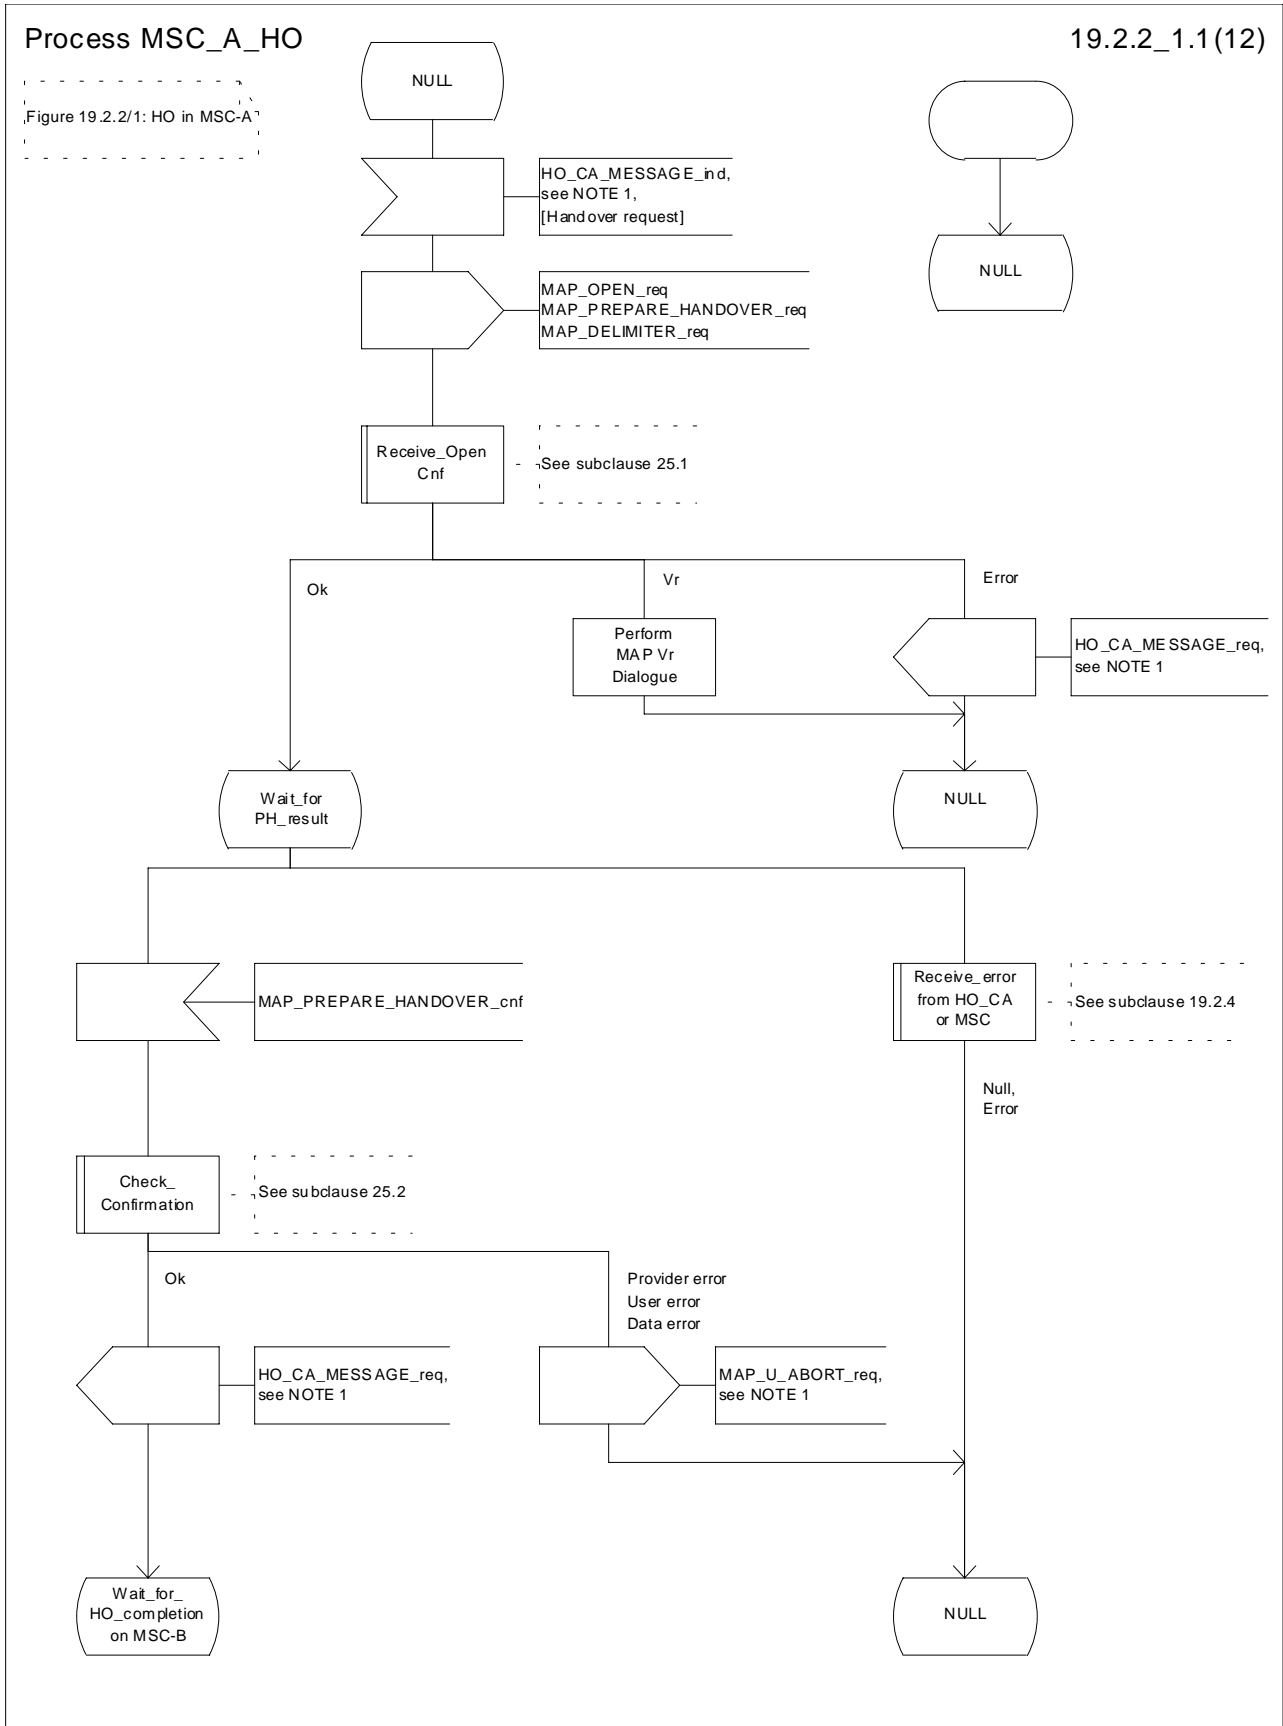 Process MSC_A_HO
19.2.2_1.1(12)
Figure 19.2.2/1: HO in MSC-A
NULL
HO_CA_MESSAGE_ind,
see NOTE 1,
[Handover request]
NULL
MAP_OPEN_req
MAP_PREPARE_HANDOVER_req
MAP_DELIMITER_req
Receive_Open
Cnf
See subclause 25.1
Ok
Vr
Error
Perform
MAP Vr
Dialogue
HO_CA_MESSAGE_req,
see NOTE 1
Wait_for
PH_result
NULL
MAP_PREPARE_HANDOVER_cnf
Receive_error
from HO_CA
or MSC
See subclause 19.2.4
Null,
Error
Check_
Confirmation
See subclause 25.2
Ok
Provider error
User error
Data error
HO_CA_MESSAGE_req,
see NOTE 1
MAP_U_ABORT_req,
see NOTE 1
Wait_for_
HO_completion
on MSC-B
NULL